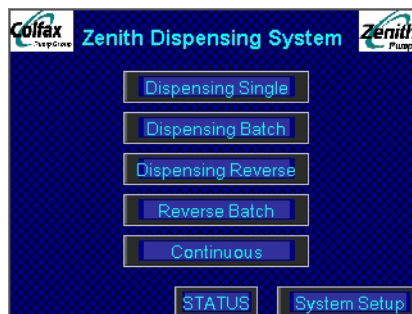 Colfax
Pump Group
Zenith Dispensing System
Zenith
Pump
Dispensing Single
Dispensing Batch
Dispensing Reverse
Reverse Batch
Continuous
STATUS
System Setup